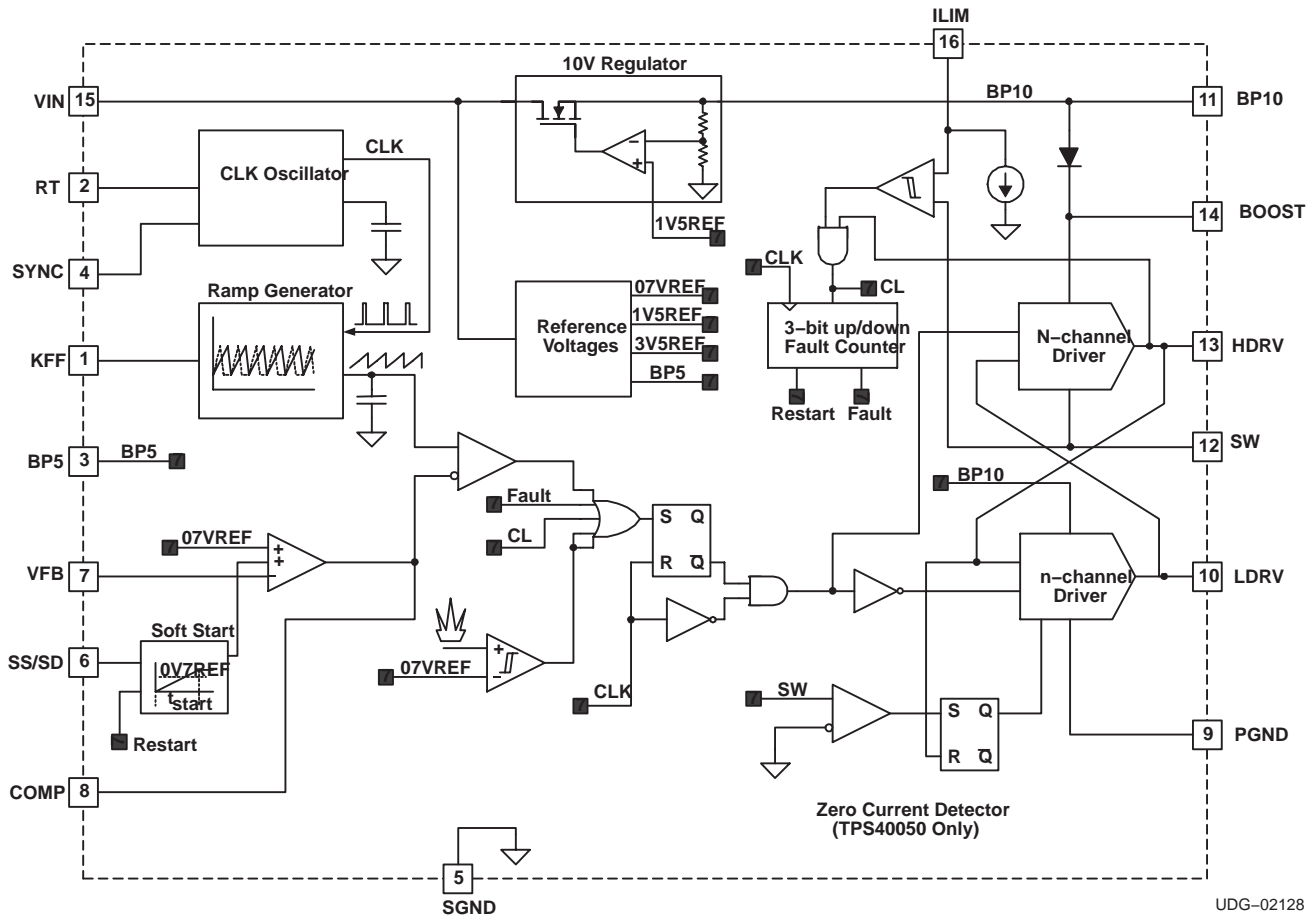 ILIM
16
10V Regulator
VIN 15
BP10
11 BP10
CLK
CLK Oscillator
RT 2
−
+
14 BOOST
1V5REF
SYNC 4
CLK
Ramp Generator
07VREF
CL
1V5REF
Reference
Voltages
3V5REF
BP5
3−bit up/down
Fault Counter
N−channel
Driver
13 HDRV
KFF 1
Restart
Fault
12 SW
BP5 3
BP5
BP10
Fault
S Q
CL
R Q
07VREF
+
+
−
VFB 7
n−channel
Driver
10 LDRV
Soft Start
SS/SD 6
0V7REF
tstart
+
−
07VREF
CLK
SW
S Q
R Q
Restart
9 PGND
COMP 8
Zero Current Detector
(TPS40050 Only)
5
SGND
UDG−02128